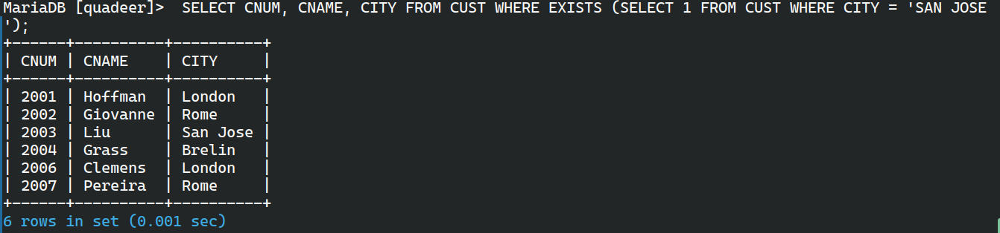 MariaDB [quadeer]>  SELECT CNUM, CNAME, CITY FROM CUST WHERE EXISTS (SELECT 1 FROM CUST WHERE CITY = 'SAN JOSE
');
+------+----------+----------+
| CNUM | CNAME    | CITY     |
+------+----------+----------+
| 2001 | Hoffman  | London   |
| 2002 | Giovanne | Rome     |
| 2003 | Liu      | San Jose |
| 2004 | Grass    | Brelin   |
| 2006 | Clemens  | London   |
| 2007 | Pereira  | Rome     |
+------+----------+----------+
6 rows in set (0.001 sec)